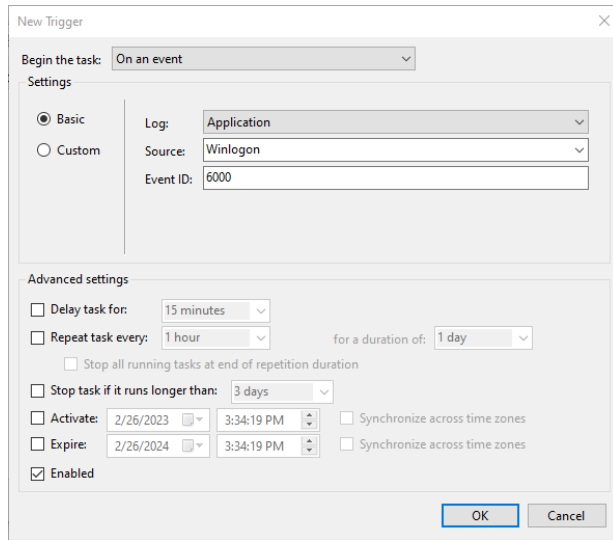 New Trigger
Begin the task: On an event
Settings
Basic
Log: Application
Custom
Source: Winlogon
Event ID: 6000
Advanced settings
Delay task for: 15 minutes
Repeat task every: 1 hour for a duration of: 1 day
Stop all running tasks at end of repetition duration
Stop task if it runs longer than: 3 days
Activate: 2/26/2023 3:34:19 PM Synchronize across time zones
Expire: 2/26/2024 3:34:19 PM Synchronize across time zones
Enabled
OK Cancel